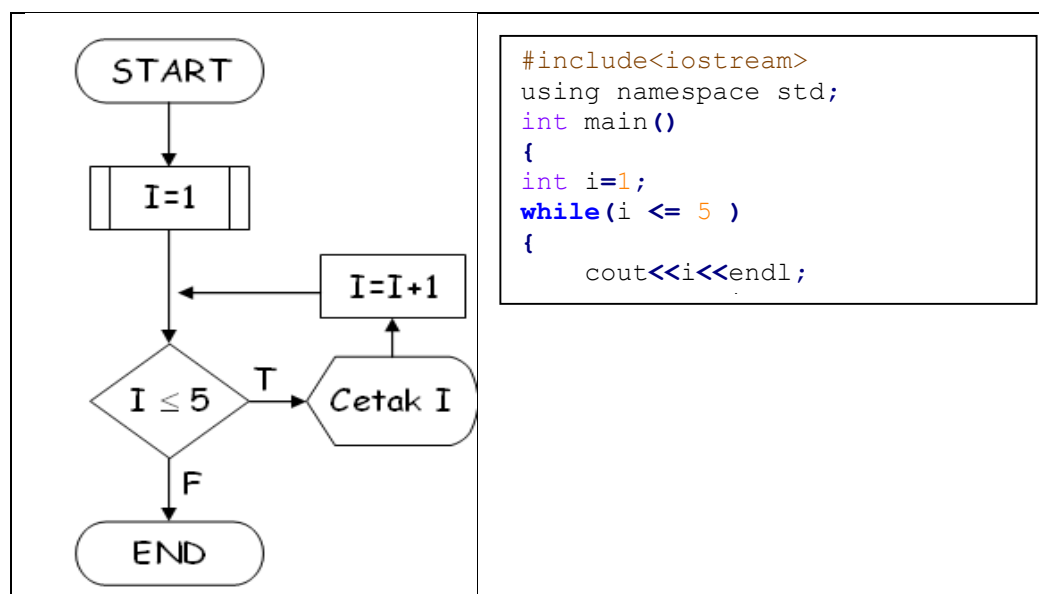 START
I=1
I=I+1
I ≤ 5
T
Cetak I
F
END
#include<iostream>
using namespace std;
int main()
{
int i=1;
while(i <= 5 )
{
cout<<i<<endl;